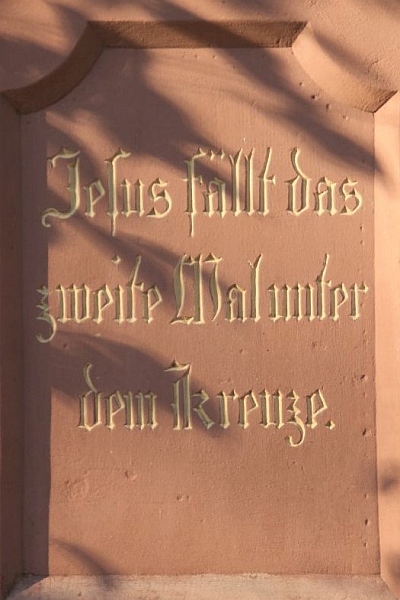 Jeſus fällt das
zweite Mal unter
dem Kreuze.